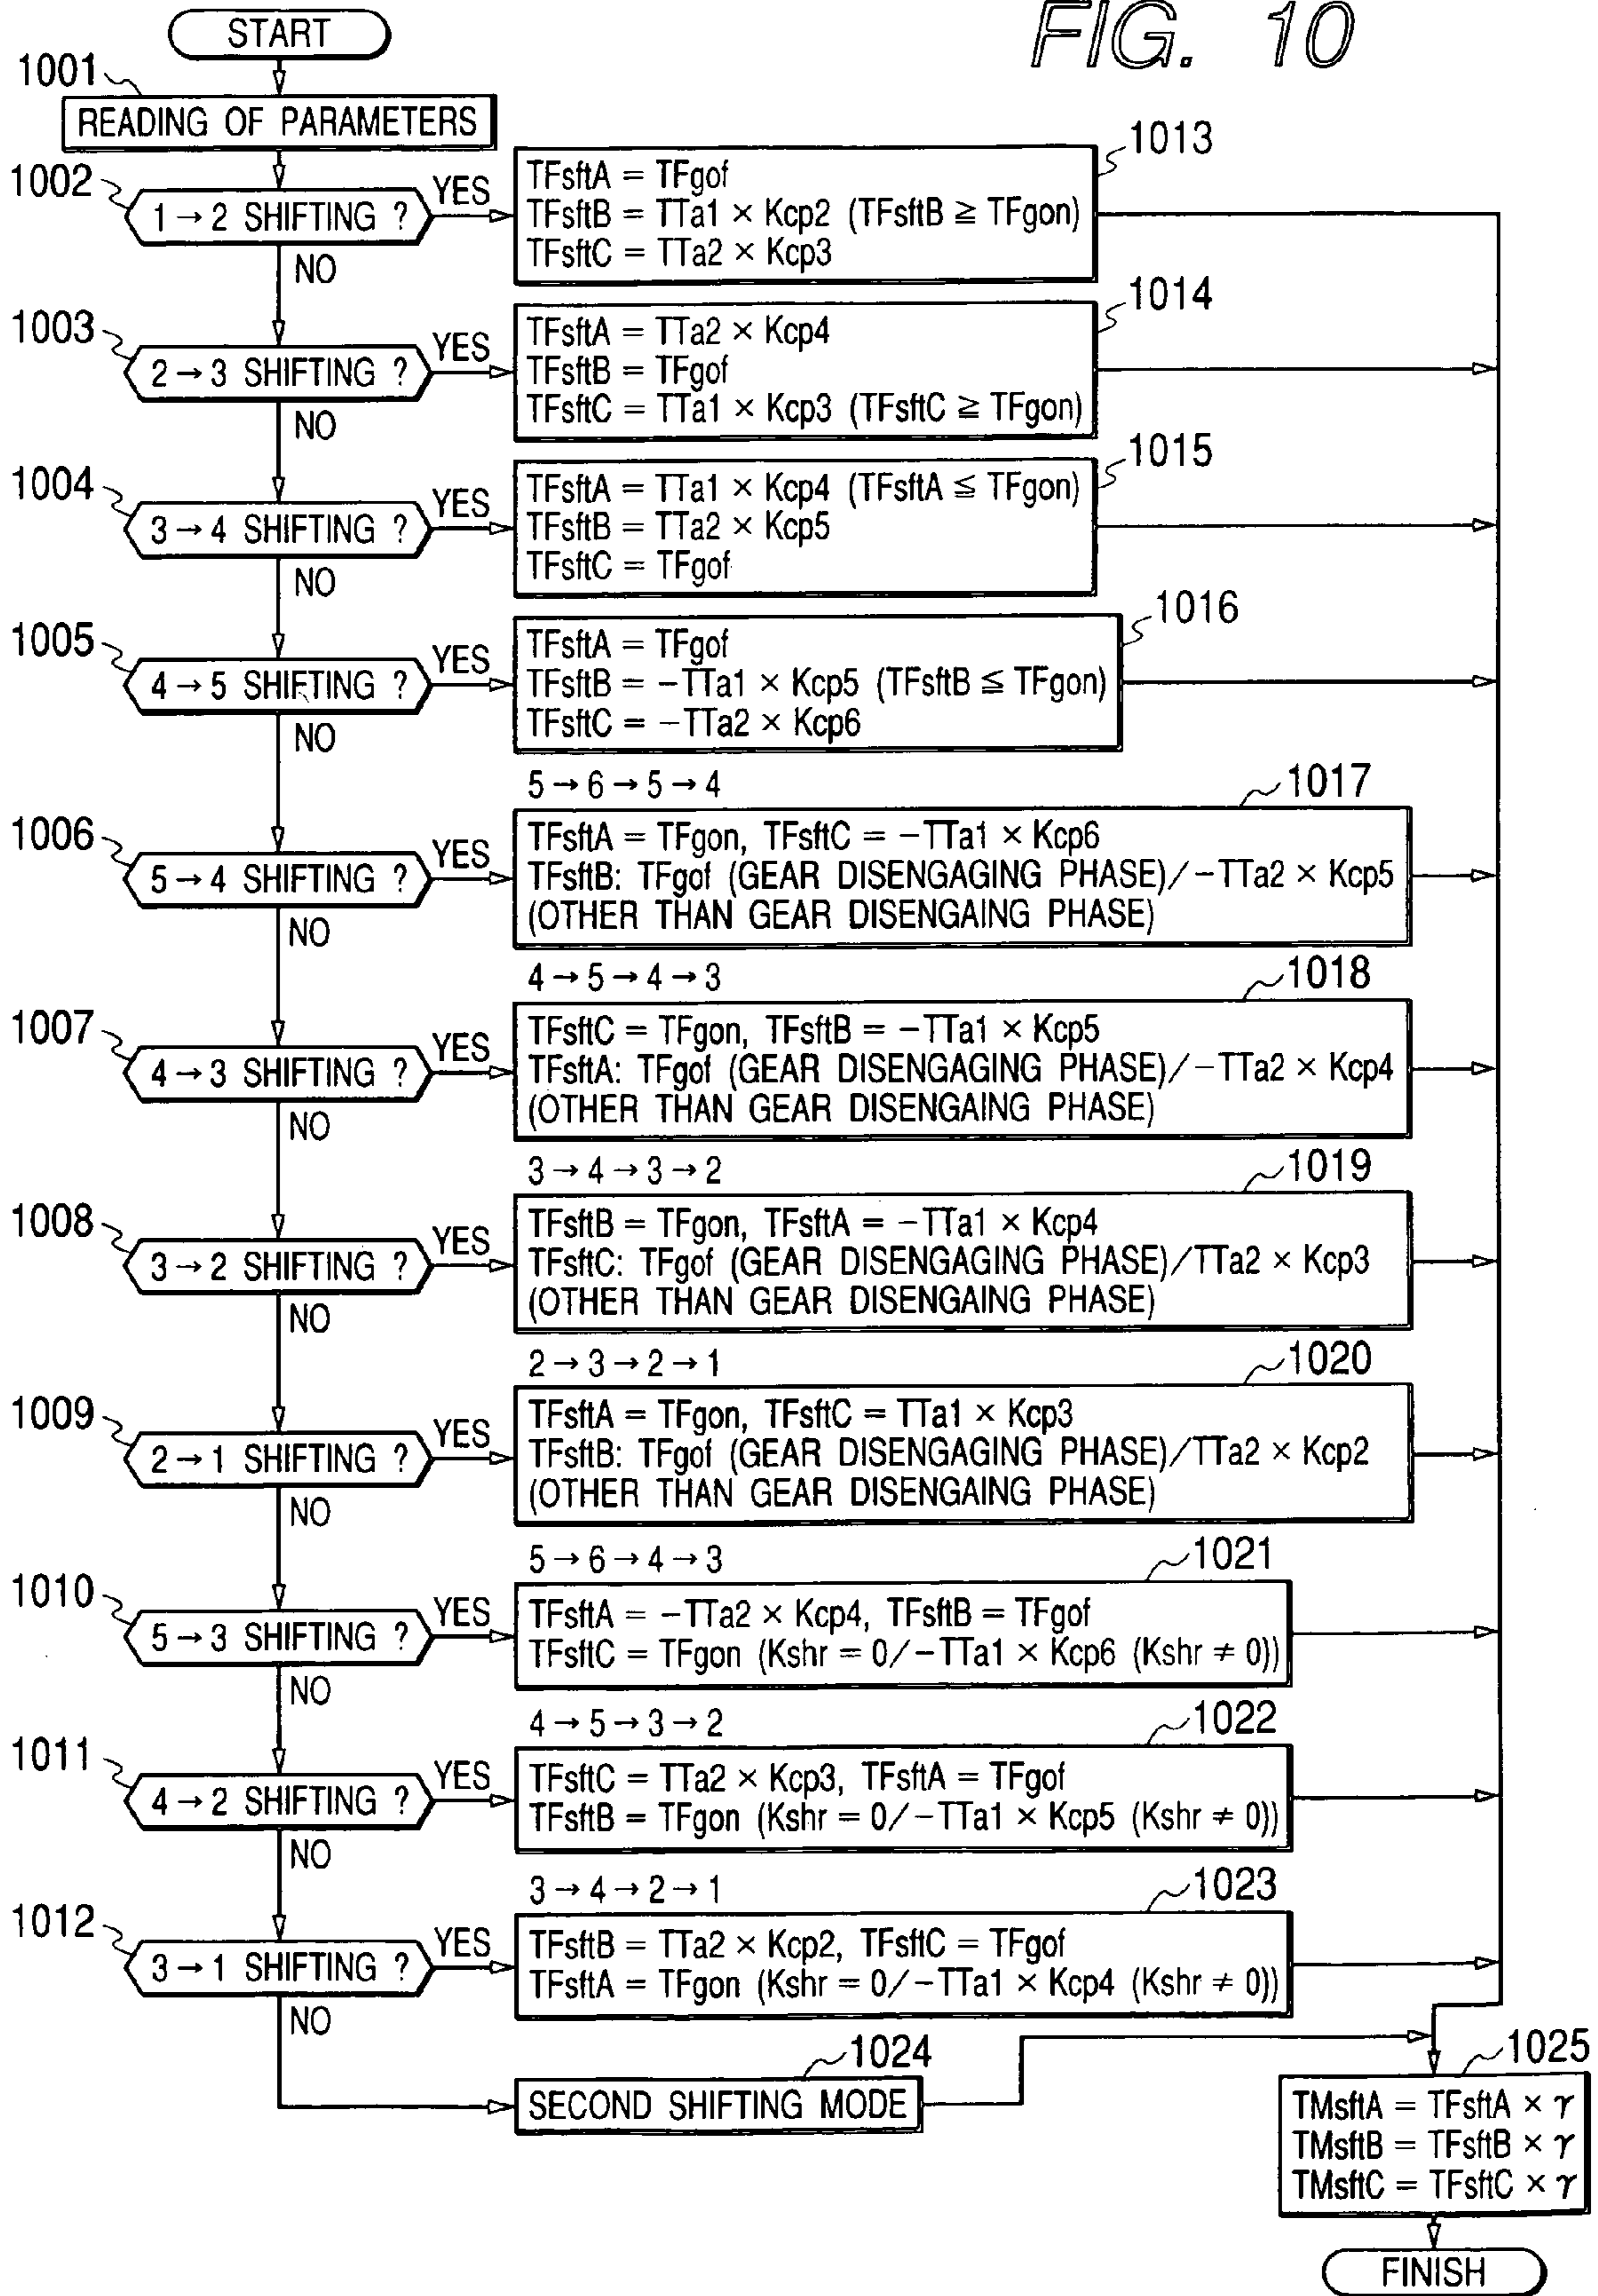 FIG. 10
START
1001
READING OF PARAMETERS
1002
1→2 SHIFTING ?
YES
NO
1013
TFsftA = TFgof
TFsftB = TTa1 × Kcp2 (TFsftB ≧ TFgon)
TFsftC = TTa2 × Kcp3
1003
2→3 SHIFTING ?
YES
NO
1014
TFsftA = TTa2 × Kcp4
TFsftB = TFgof
TFsftC = TTa1 × Kcp3 (TFsftC ≧ TFgon)
1004
3→4 SHIFTING ?
YES
NO
1015
TFsftA = TTa1 × Kcp4 (TFsftA ≦ TFgon)
TFsftB = TTa2 × Kcp5
TFsftC = TFgof
1005
4→5 SHIFTING ?
YES
NO
1016
TFsftA = TFgof
TFsftB = -TTa1 × Kcp5 (TFsftB ≦ TFgon)
TFsftC = -TTa2 × Kcp6
1006
5→4 SHIFTING ?
YES
NO
5→6→5→4
1017
TFsftA = TFgon, TFsftC = -TTa1 × Kcp6
TFsftB: TFgof (GEAR DISENGAGING PHASE)/-TTa2 × Kcp5
(OTHER THAN GEAR DISENGAING PHASE)
1007
4→3 SHIFTING ?
YES
NO
4→5→4→3
1018
TFsftC = TFgon, TFsftB = -TTa1 × Kcp5
TFsftA: TFgof (GEAR DISENGAGING PHASE)/-TTa2 × Kcp4
(OTHER THAN GEAR DISENGAING PHASE)
1008
3→2 SHIFTING ?
YES
NO
3→4→3→2
1019
TFsftB = TFgon, TFsftA = -TTa1 × Kcp4
TFsftC: TFgof (GEAR DISENGAGING PHASE)/TTa2 × Kcp3
(OTHER THAN GEAR DISENGAING PHASE)
1009
2→1 SHIFTING ?
YES
NO
2→3→2→1
1020
TFsftA = TFgon, TFsftC = TTa1 × Kcp3
TFsftB: TFgof (GEAR DISENGAGING PHASE)/TTa2 × Kcp2
(OTHER THAN GEAR DISENGAING PHASE)
1010
5→3 SHIFTING ?
YES
NO
5→6→4→3
1021
TFsftA = -TTa2 × Kcp4, TFsftB = TFgof
TFsftC = TFgon (Kshr = 0/-TTa1 × Kcp6 (Kshr ≠ 0))
1011
4→2 SHIFTING ?
YES
NO
4→5→3→2
1022
TFsftC = TTa2 × Kcp3, TFsftA = TFgof
TFsftB = TFgon (Kshr = 0/-TTa1 × Kcp5 (Kshr ≠ 0))
1012
3→1 SHIFTING ?
YES
NO
3→4→2→1
1023
TFsftB = TTa2 × Kcp2, TFsftC = TFgof
TFsftA = TFgon (Kshr = 0/-TTa1 × Kcp4 (Kshr ≠ 0))
1024
SECOND SHIFTING MODE
1025
TMsftA = TFsftA × γ
TMsftB = TFsftB × γ
TMsftC = TFsftC × γ
FINISH